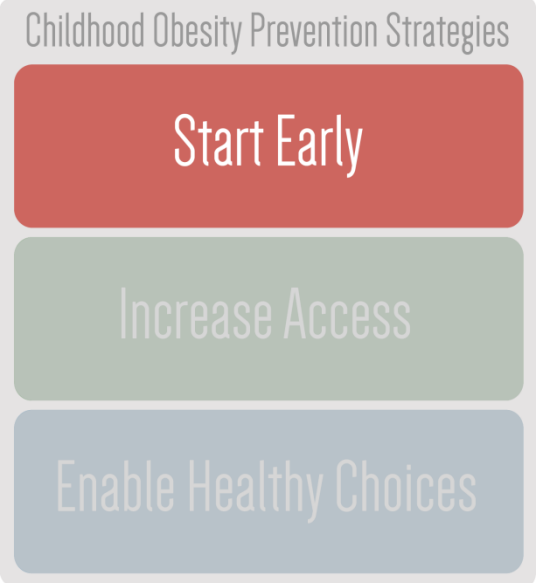 Childhood Obesity Prevention Strategies
Start Early
Increase Access
Enable Healthy Choices